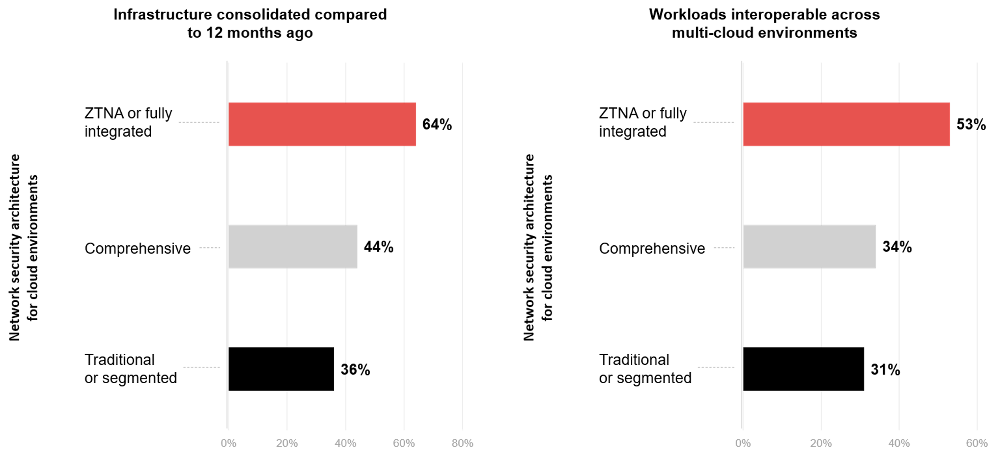 Infrastructure consolidated compared
to 12 months ago
Network security architecture
for cloud environments
ZTNA or fully
integrated
64%
Comprehensive
44%
Traditional
or segmented
36%
0%
20%
40%
60%
80%
Workloads interoperable across
multi-cloud environments
Network security architecture
for cloud environments
ZTNA or fully
integrated
53%
Comprehensive
34%
Traditional
or segmented
31%
0%
20%
40%
60%